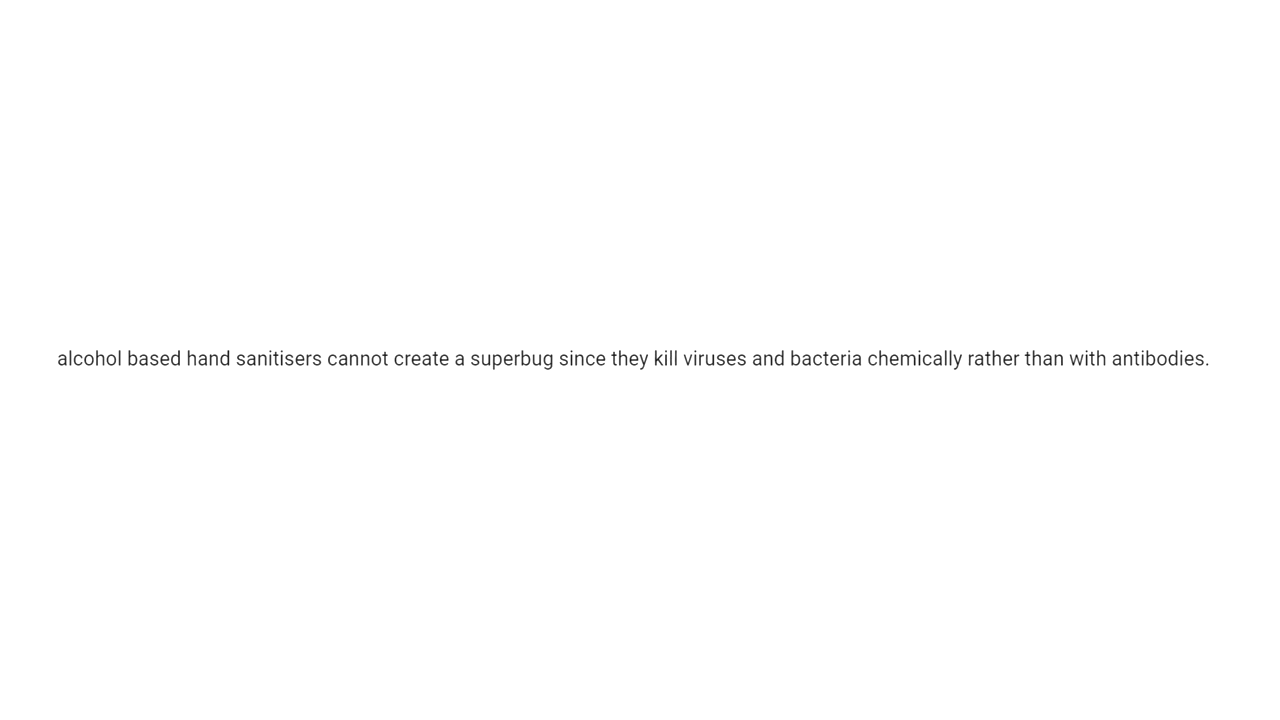 alcohol based hand sanitisers cannot create a superbug since they kill viruses and bacteria chemically rather than with antibodies.